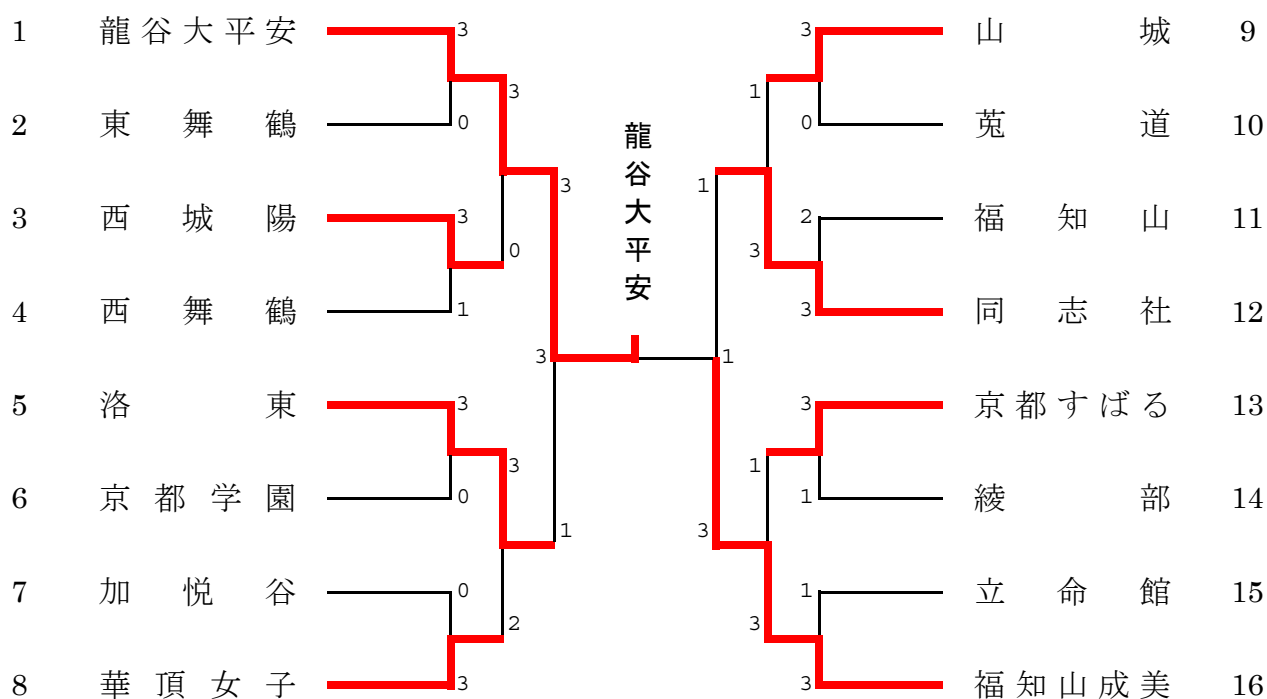 1 龍谷大平安 3 3 山城 9
3 1
2 東舞鶴 0 0 菟道 10
龍谷大平安
3 1
3 西城陽 3 2 福知山 11
0 3
4 西舞鶴 1 3 同志社 12
3 1
5 洛東 3 3 京都すばる 13
3 1
6 京都学園 0 1 綾部 14
1 3
7 加悦谷 0 1 立命館 15
2 3
8 華頂女子 3 3 福知山成美 16